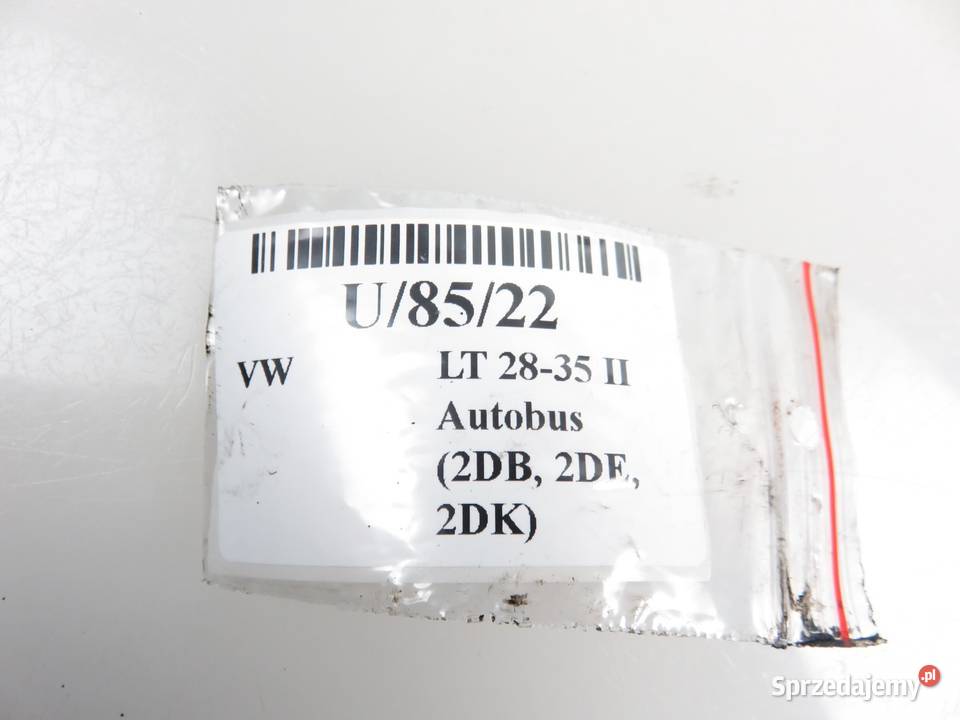 U/85/22
VW LT 28-35 II
Autobus
(2DB, 2DE,
2DK)
Sprzedajemy.pl